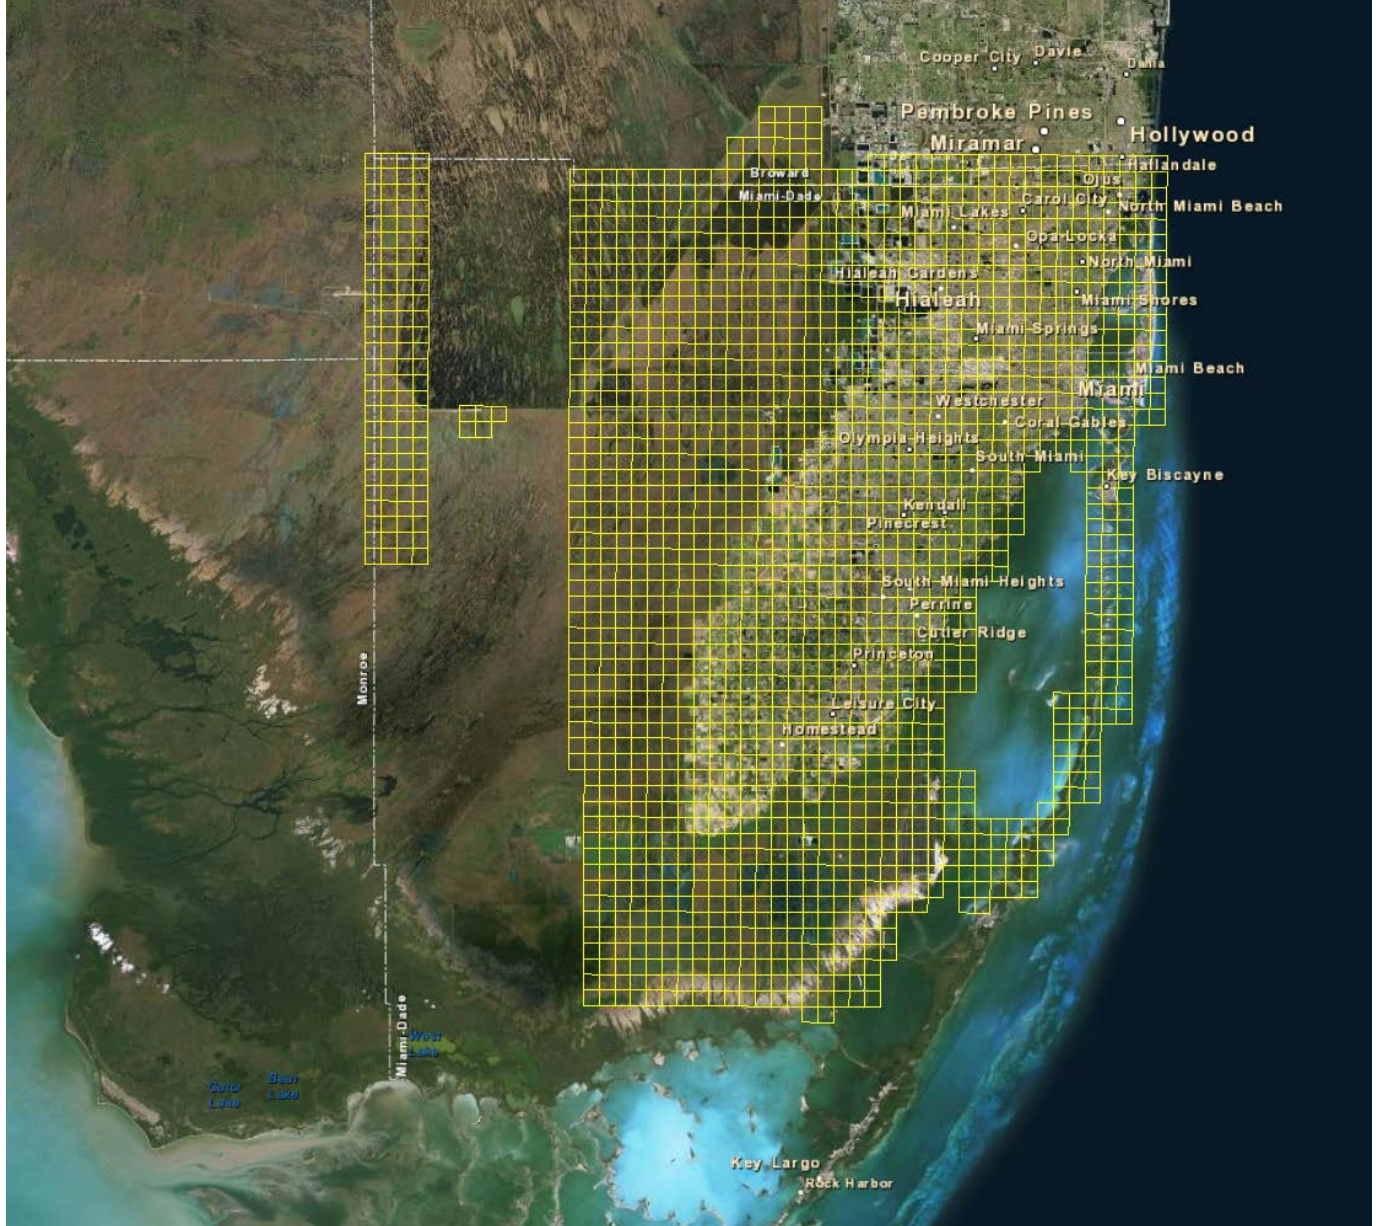 Cooper City
Davie
Dania
Pembroke Pines
Hollywood
Miramar
Hallandale
Broward
Ojus
Miami-Dade
Carol City
North Miami Beach
Miami Lakes
Opa-Locka
North Miami
Hialeah Gardens
Hialeah
Miami Shores
Miami Springs
Miami Beach
Miami
Westchester
Coral Gables
Olympia Heights
South Miami
Key Biscayne
Kendall
Pinecrest
South Miami Heights
Perrine
Cutler Ridge
Princeton
Monroe
Leisure City
Homestead
Miami-Dade
West
Lake
Gator
Lake
Bear
Lake
Key Largo
Rock Harbor